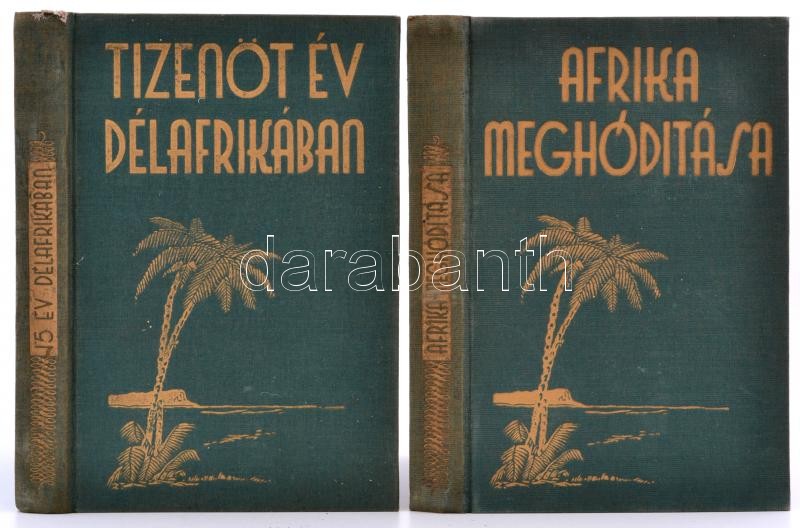 TIZENÖT ÉV
DÉLAFRIKÁBAN
15 ÉV DÉLAFRIKÁBAN
AFRIKA
MEGHÓDITÁSA
AFRIKA MEGHÓDITÁSA
darabanth